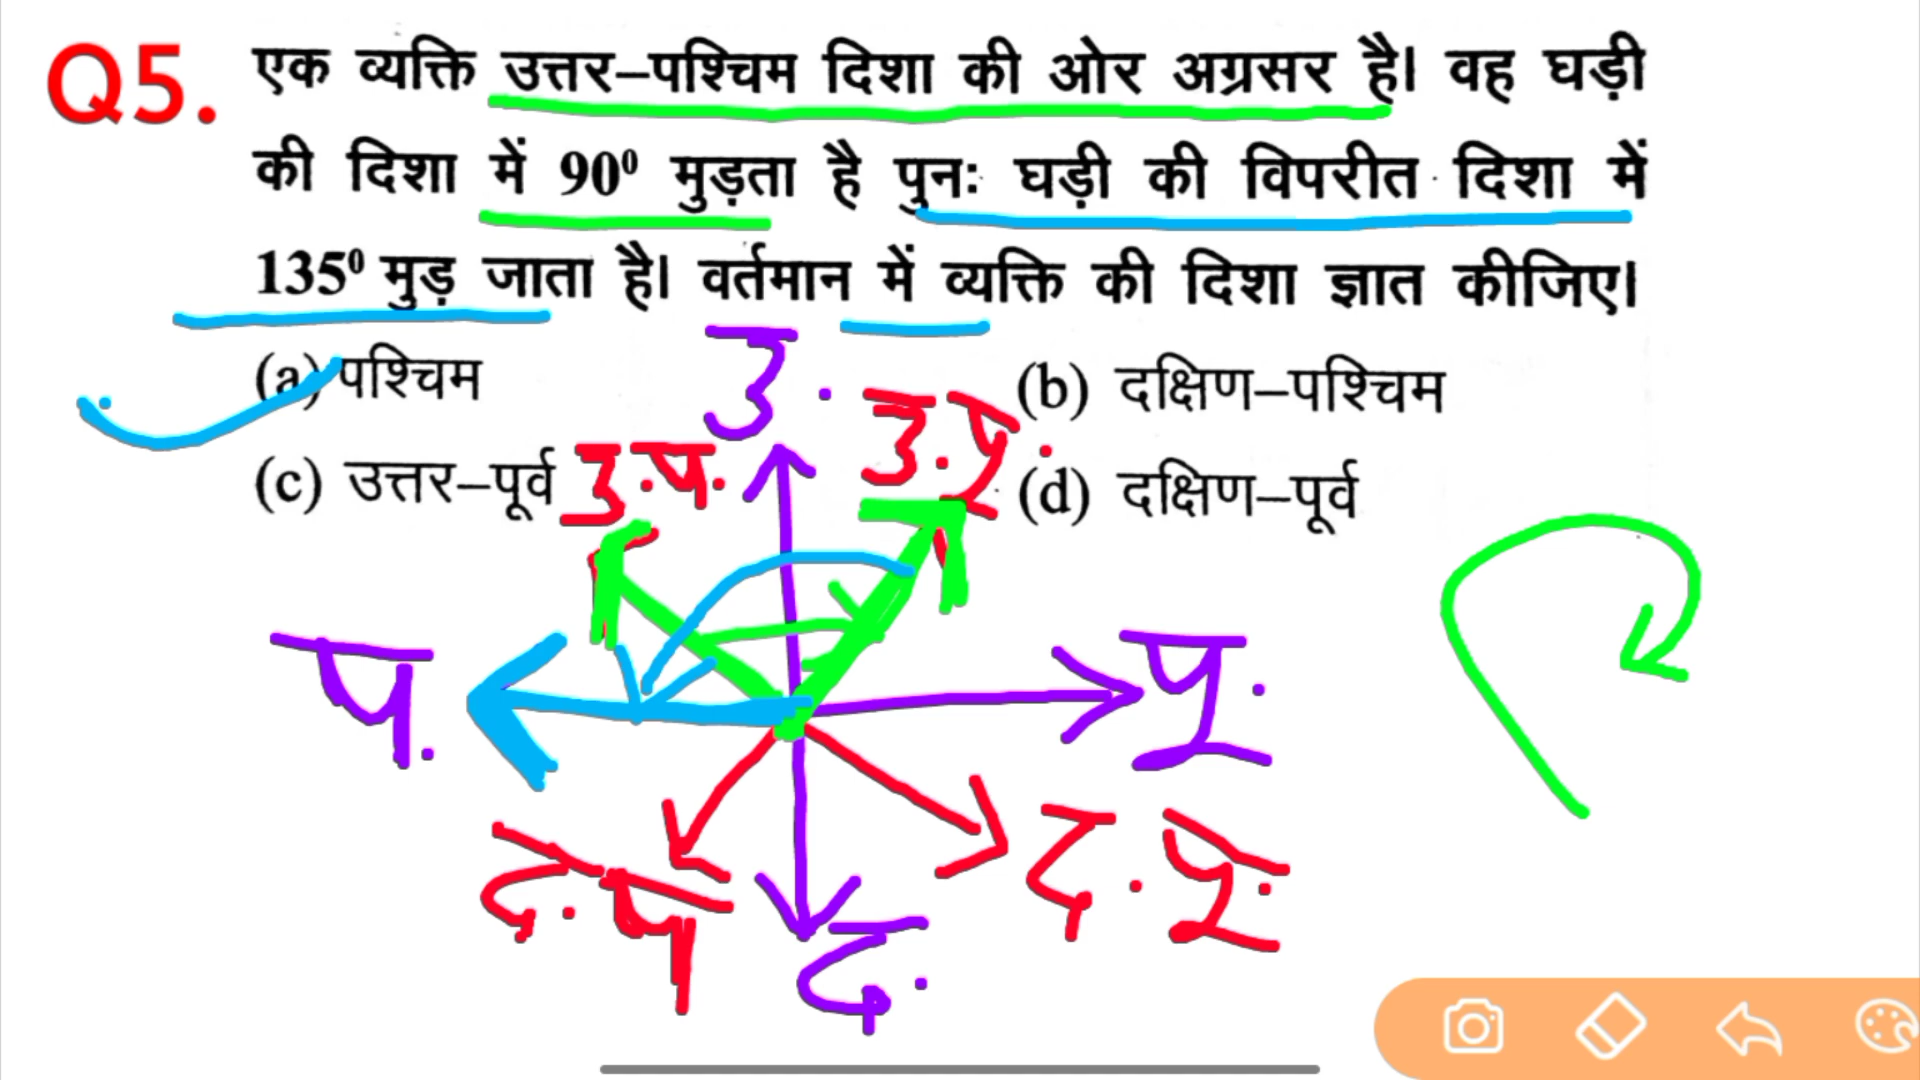 Q5. एक व्यक्ति उत्तर–पश्चिम दिशा की ओर अग्रसर है। वह घड़ी
की दिशा में 90⁰ मुड़ता है पुनः घड़ी की विपरीत दिशा में
135⁰ मुड़ जाता है। वर्तमान में व्यक्ति की दिशा ज्ञात कीजिए।
(a) पश्चिम (b) दक्षिण–पश्चिम
(c) उत्तर–पूर्व (d) दक्षिण–पूर्व
उ.
उ.प. उ.पू.
प. पू.
द.प द.पू.
द.